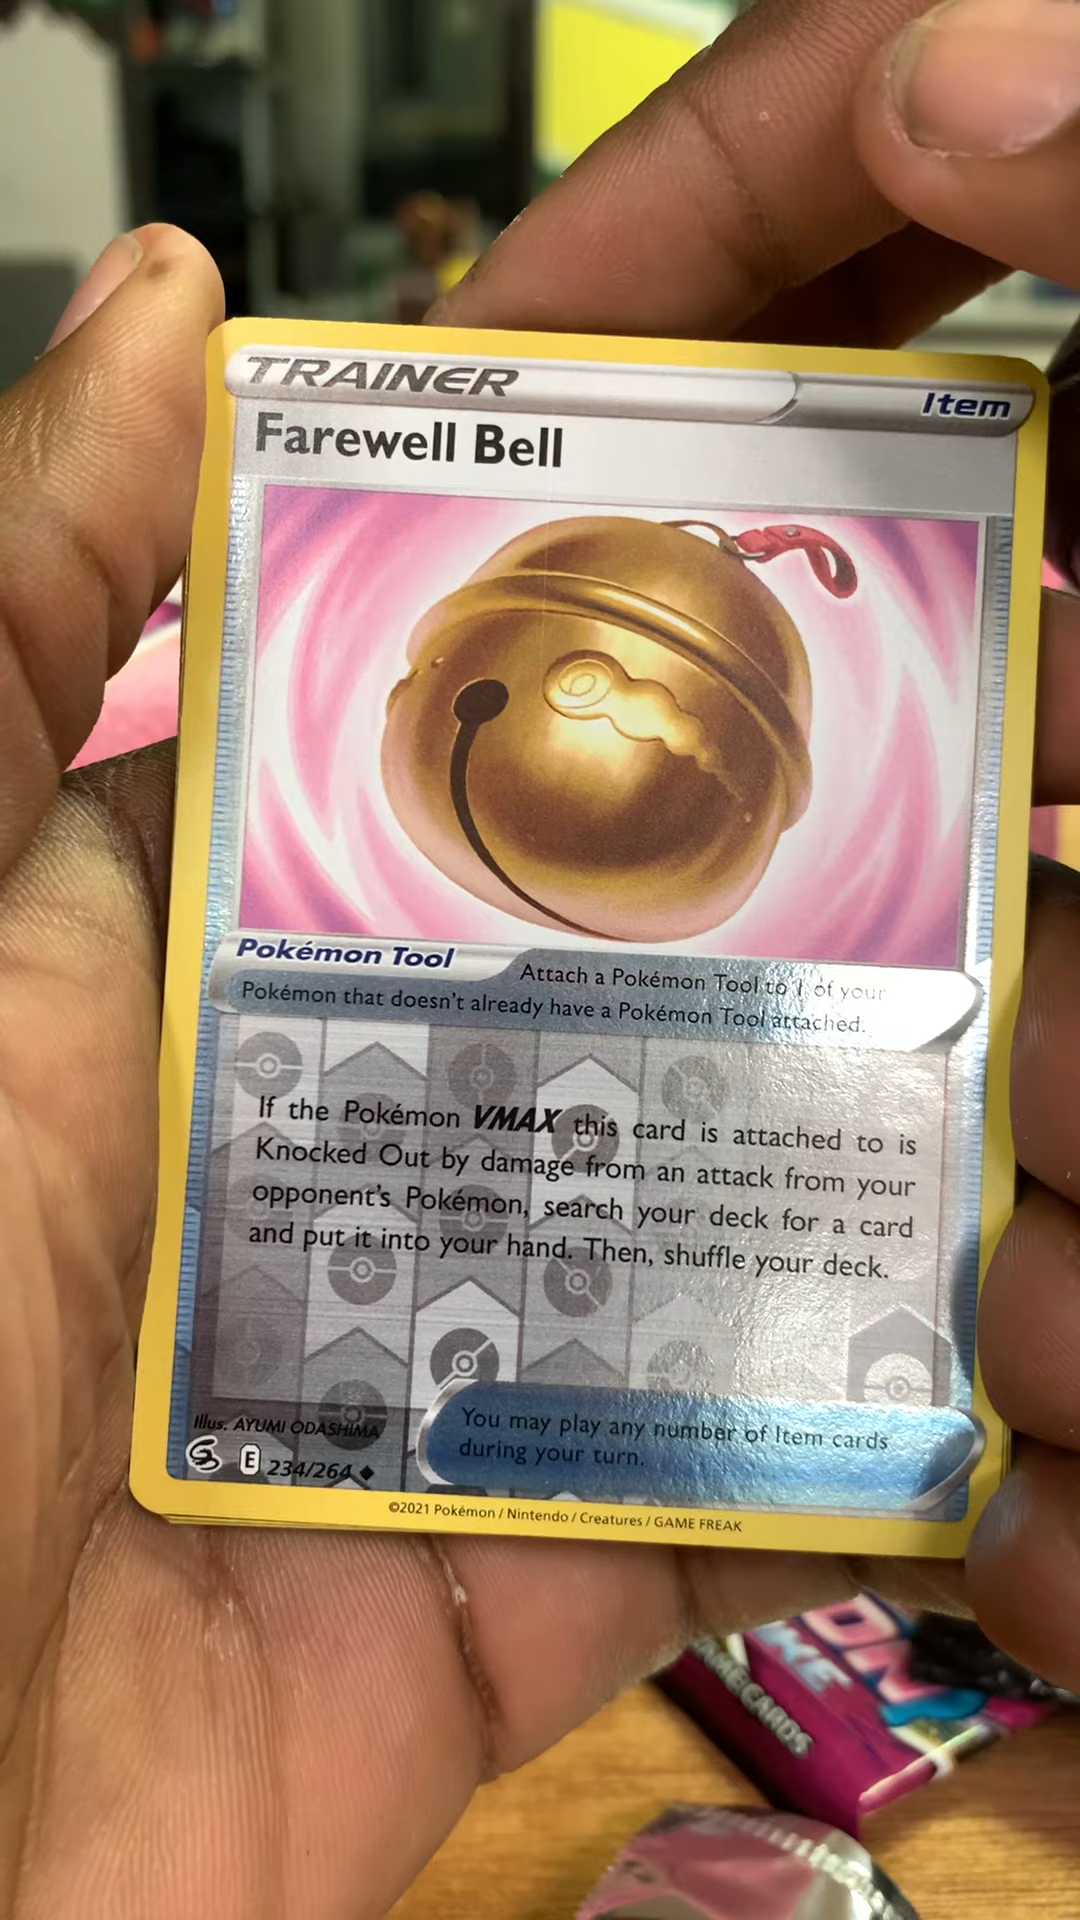 TRAINER
Item
Farewell Bell
Pokémon Tool
Attach a Pokémon Tool to 1 of your
Pokémon that doesn't already have a Pokémon Tool attached.
If the Pokémon VMAX this card is attached to is
Knocked Out by damage from an attack from your
opponent's Pokémon, search your deck for a card
and put it into your hand. Then, shuffle your deck.
Illus. AYUMI ODASHIMA
You may play any number of Item cards
during your turn.
E 234/264
©2021 Pokémon / Nintendo / Creatures / GAME FREAK